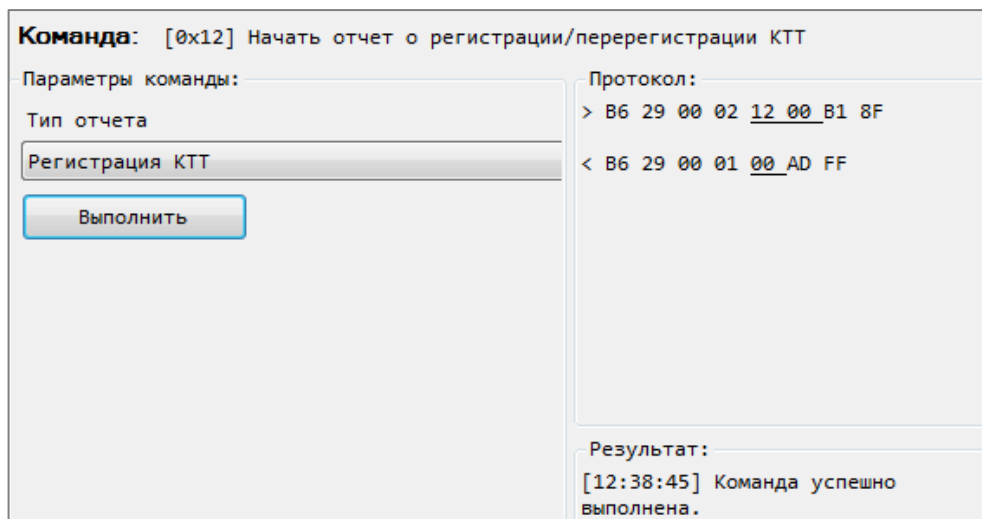 Команда: [0x12] Начать отчет о регистрации/перерегистрации КТТ
Параметры команды:
Тип отчета
Регистрация КТТ
Выполнить
Протокол:
> B6 29 00 02 12 00 B1 8F
< B6 29 00 01 00 AD FF
Результат:
[12:38:45] Команда успешно
выполнена.